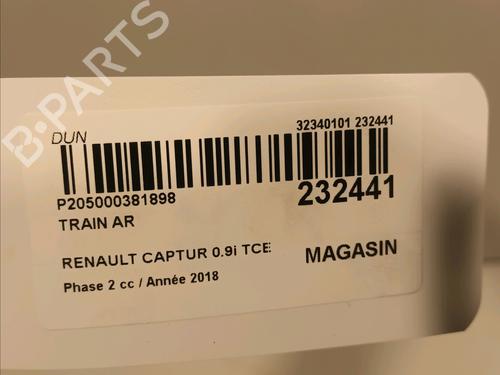 B-PARTS
DUN
32340101 232441
P205000381898
232441
TRAIN AR
RENAULT CAPTUR 0.9i TCE
MAGASIN
Phase 2 cc / Année 2018